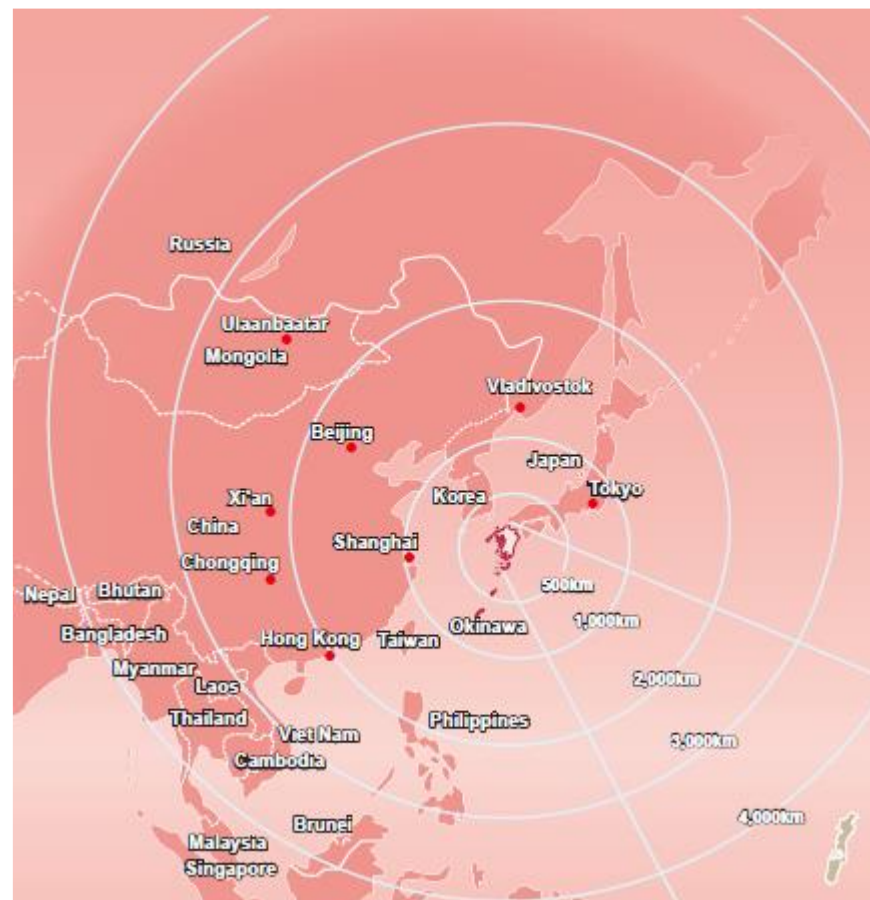 Russia
Ulaanbaatar
Mongolia
Vladivostok
Beijing
Japan
Xi'an
Korea
Tokyo
China
Shanghai
Chongqing
500km
Nepal
Bhutan
1,000km
Okinawa
Bangladesh
Hong Kong
Taiwan
Myanmar
2,000km
Laos
Thailand
Philippines
Viet Nam
3,000km
Cambodia
4,000km
Brunei
Malaysia
Singapore